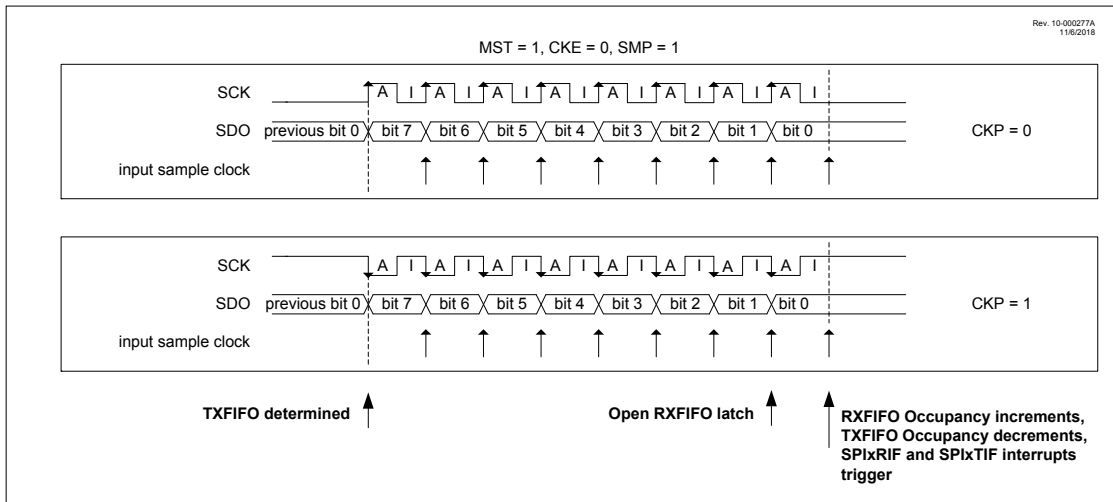 Rev. 10-000277A
11/6/2018
MST = 1, CKE = 0, SMP = 1
SCK A I A I A I A I A I A I A I A I
SDO previous bit 0 bit 7 bit 6 bit 5 bit 4 bit 3 bit 2 bit 1 bit 0 CKP = 0
input sample clock
SCK A I A I A I A I A I A I A I A I
SDO previous bit 0 bit 7 bit 6 bit 5 bit 4 bit 3 bit 2 bit 1 bit 0 CKP = 1
input sample clock
TXFIFO determined
Open RXFIFO latch
RXFIFO Occupancy increments,
TXFIFO Occupancy decrements,
SPIxRIF and SPIxTIF interrupts
trigger